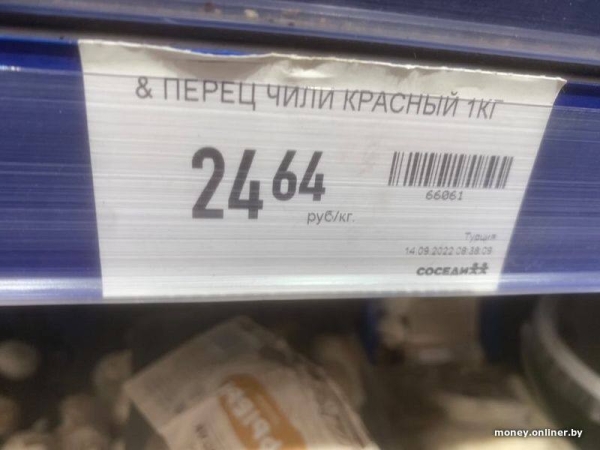 & ПЕРЕЦ ЧИЛИ КРАСНЫЙ 1КГ
24 64
руб/кг.
66061
Турция
14.09.2022 08:38:09
СОСЕДИ
money.onliner.by